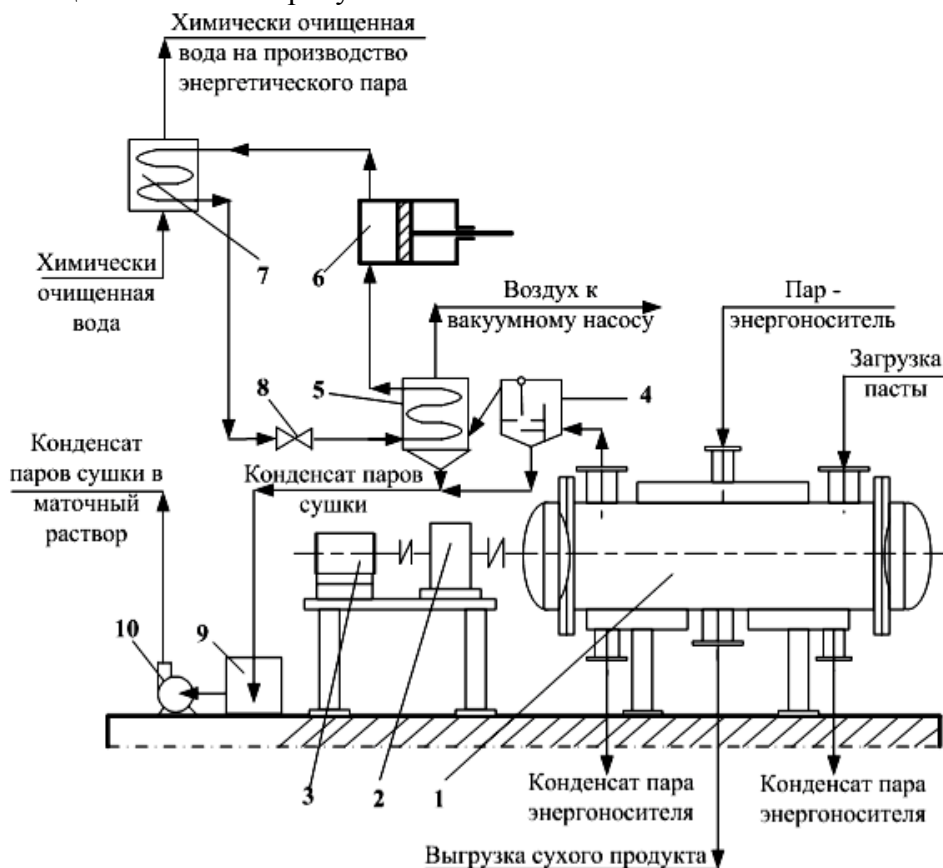 Химически очищенная
вода на производство
энергетического пара
7
Химически
очищенная
вода
6
Воздух к
вакуумному насосу
Пар -
энергоноситель
Загрузка
пасты
8
5
4
Конденсат
паров сушки в
маточный
раствор
Конденсат паров
сушки
10
9
3
2
1
Конденсат пара
энергоносителя
Конденсат пара
энергоносителя
Выгрузка сухого продукта